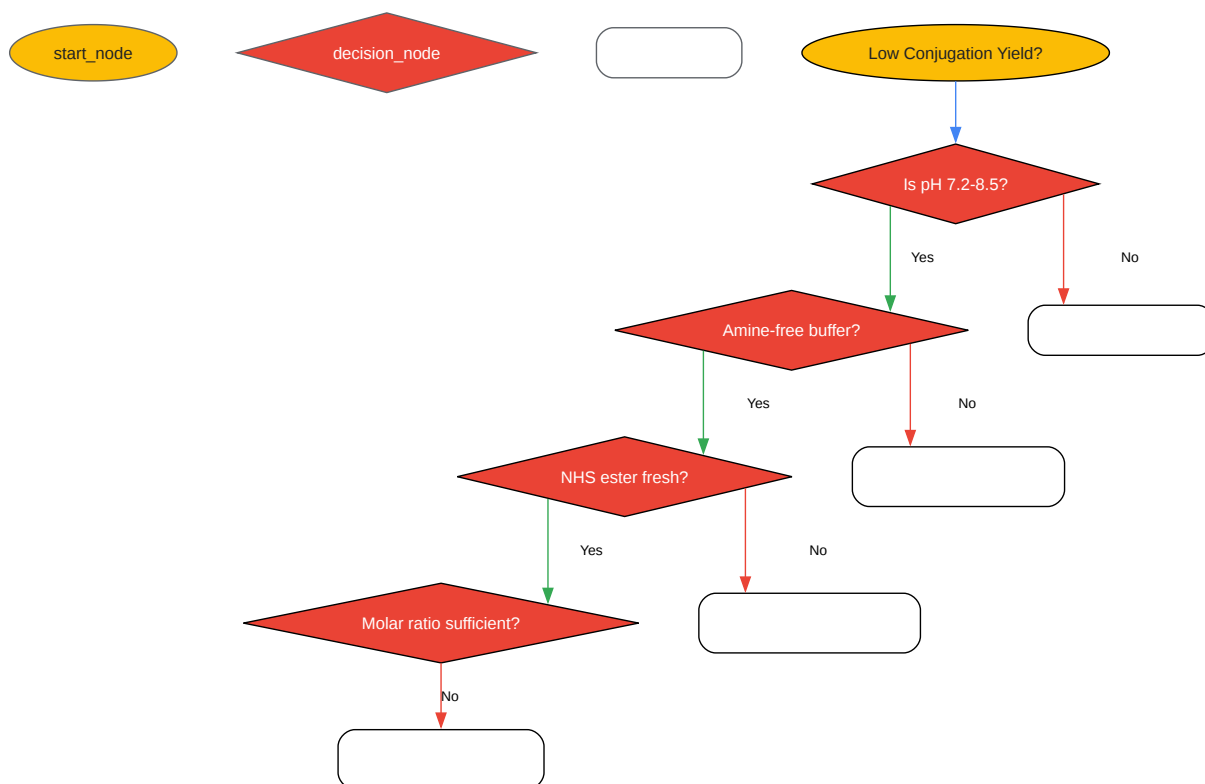 start_node
decision_node
Low Conjugation Yield?
Is pH 7.2-8.5?
Yes
No
Amine-free buffer?
Yes
No
NHS ester fresh?
Yes
No
Molar ratio sufficient?
No